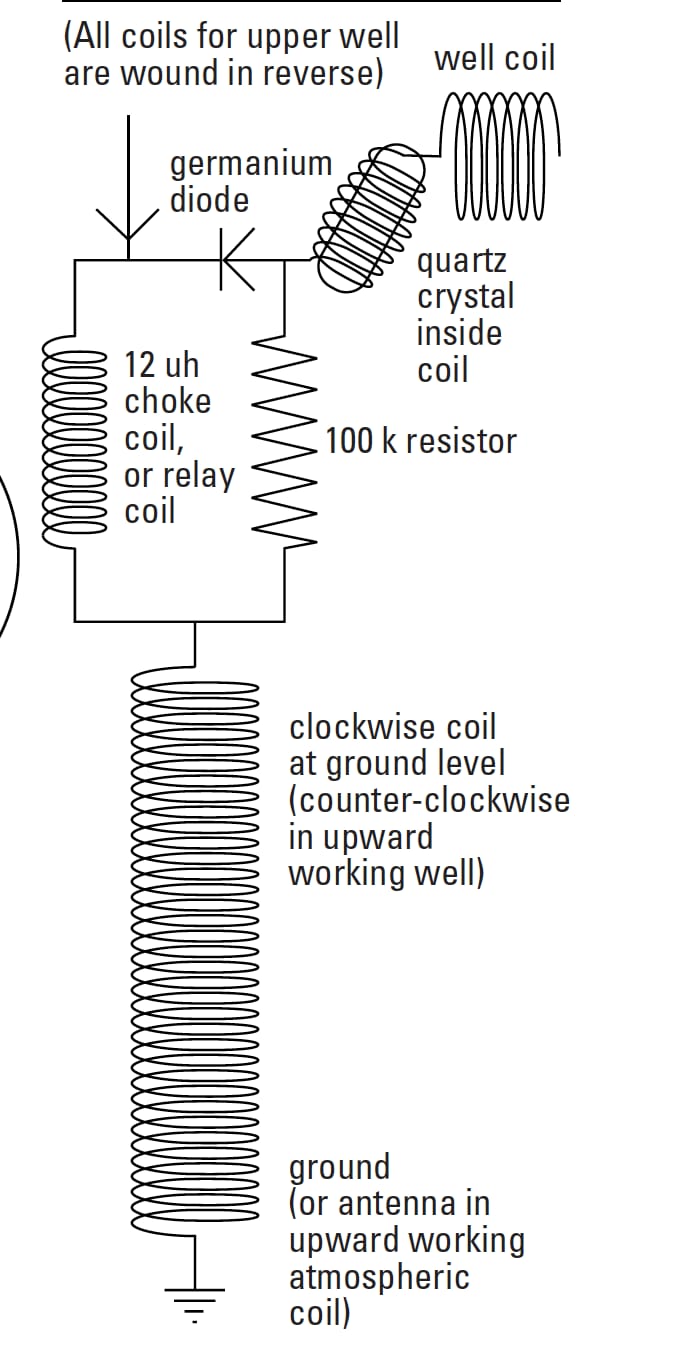 (All coils for upper well
are wound in reverse)
well coil
germanium
diode
quartz
crystal
inside
coil
12 uh
choke
coil,
or relay
coil
100 k resistor
clockwise coil
at ground level
(counter-clockwise
in upward
working well)
ground
(or antenna in
upward working
atmospheric
coil)